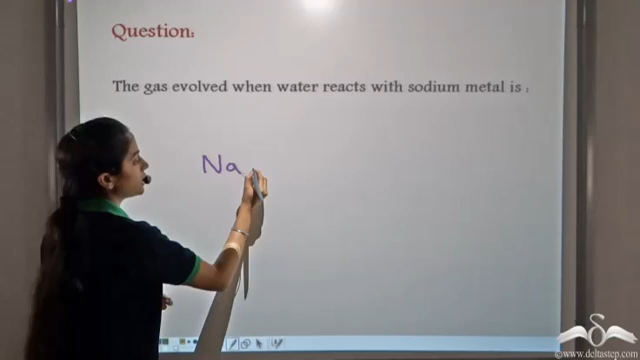 Question:
The gas evolved when water reacts with sodium metal is :
Na
©www.deltastep.com